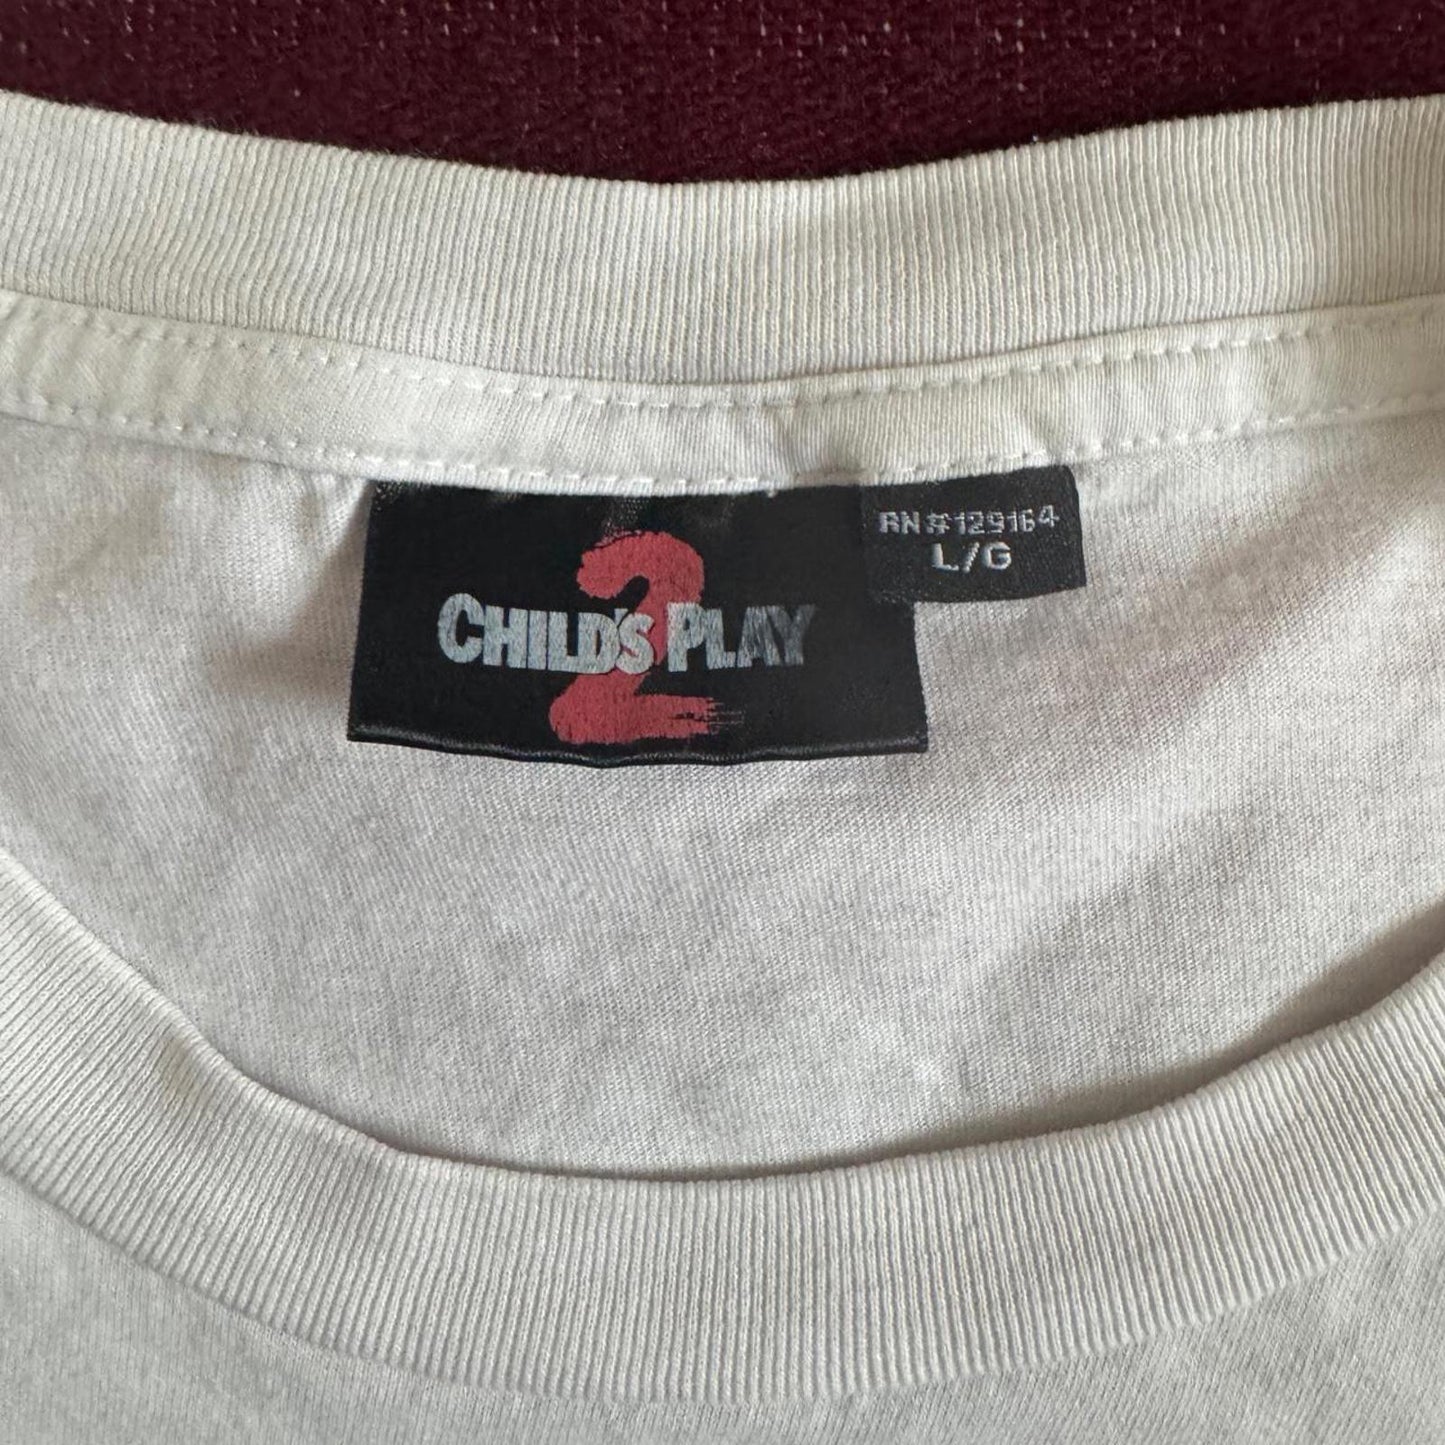 2
CHILD'S PLAY
RN#129164
L/G